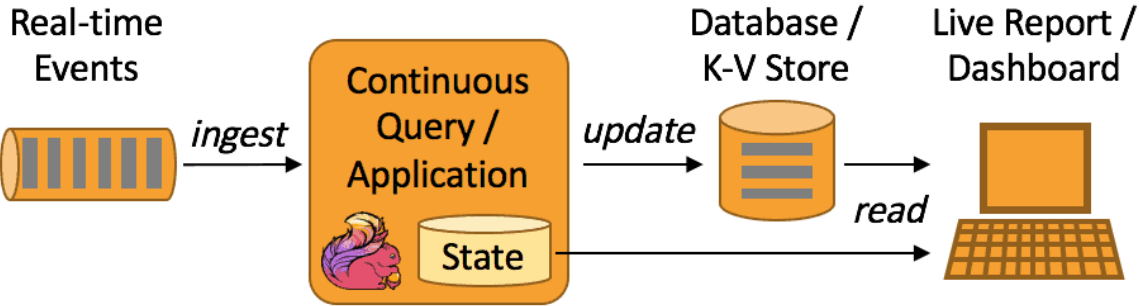 Real-time
Events
ingest
Continuous
Query /
Application
State
update
Database /
K-V Store
read
Live Report /
Dashboard